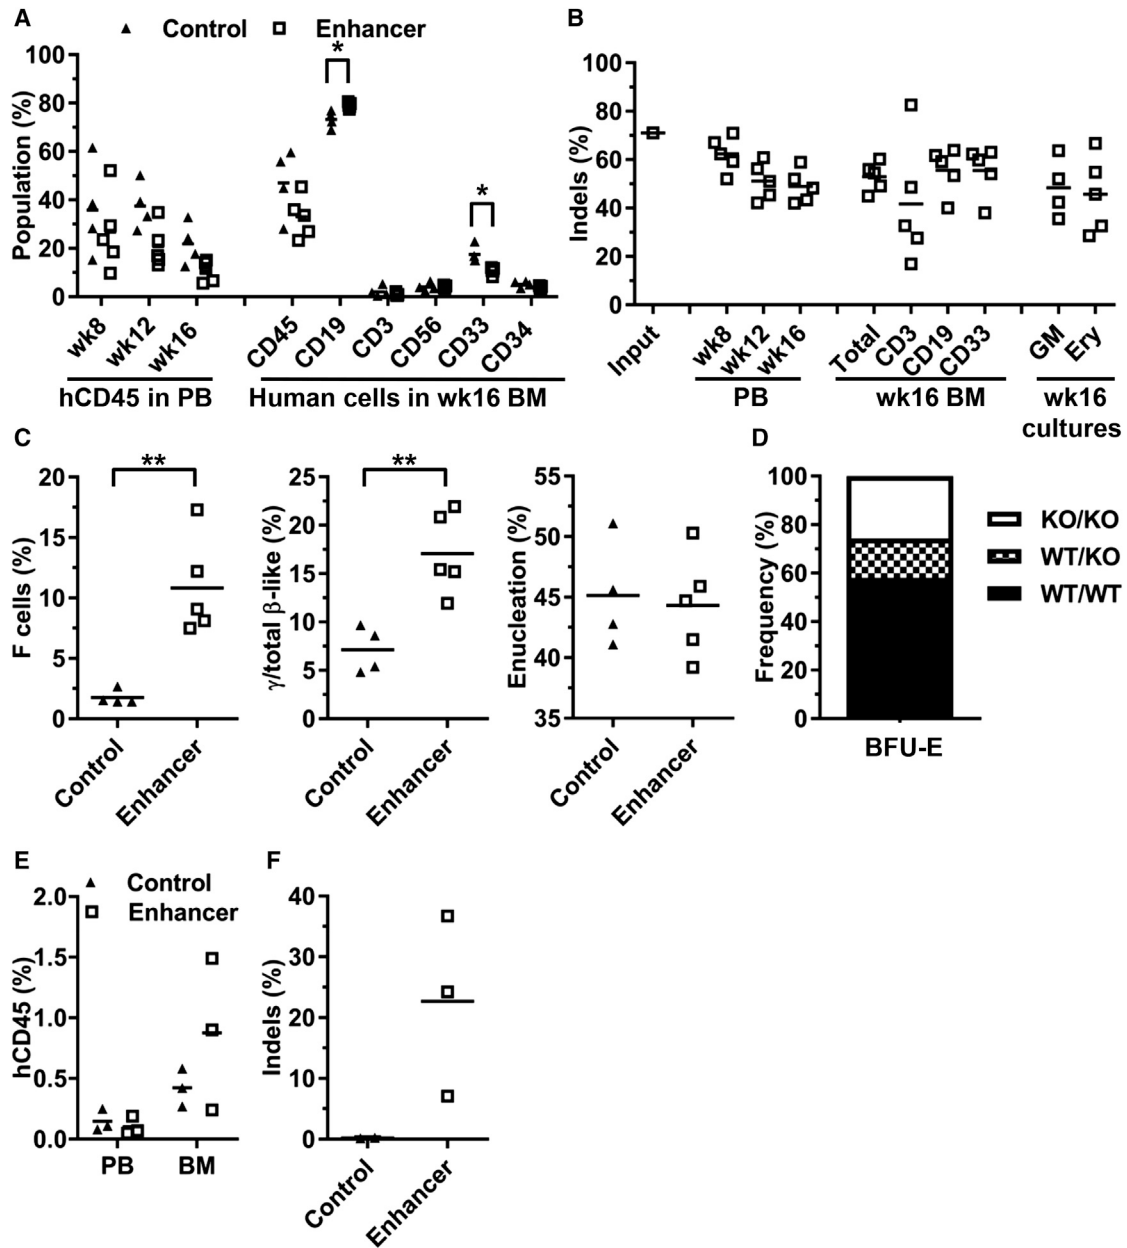 A
Control Enhancer
Population (%)
100
80
60
40
20
0
*
*
wk8 wk12 wk16 CD45 CD19 CD3 CD56 CD33 CD34
hCD45 in PB Human cells in wk16 BM
B
Indels (%)
100
80
60
40
20
0
Input wk8 wk12 wk16 Total CD3 CD19 CD33 GM Ery
PB wk16 BM wk16
cultures
C
F cells (%)
20
15
10
5
0
**
Control Enhancer
γ/total β-like (%)
25
20
15
10
5
0
**
Control Enhancer
Enucleation (%)
55
50
45
40
35
Control Enhancer
D
Frequency (%)
100
80
60
40
20
0
BFU-E
KO/KO
WT/KO
WT/WT
E
Control
Enhancer
hCD45 (%)
2.0
1.5
1.0
0.5
0.0
PB BM
F
Indels (%)
40
30
20
10
0
Control Enhancer